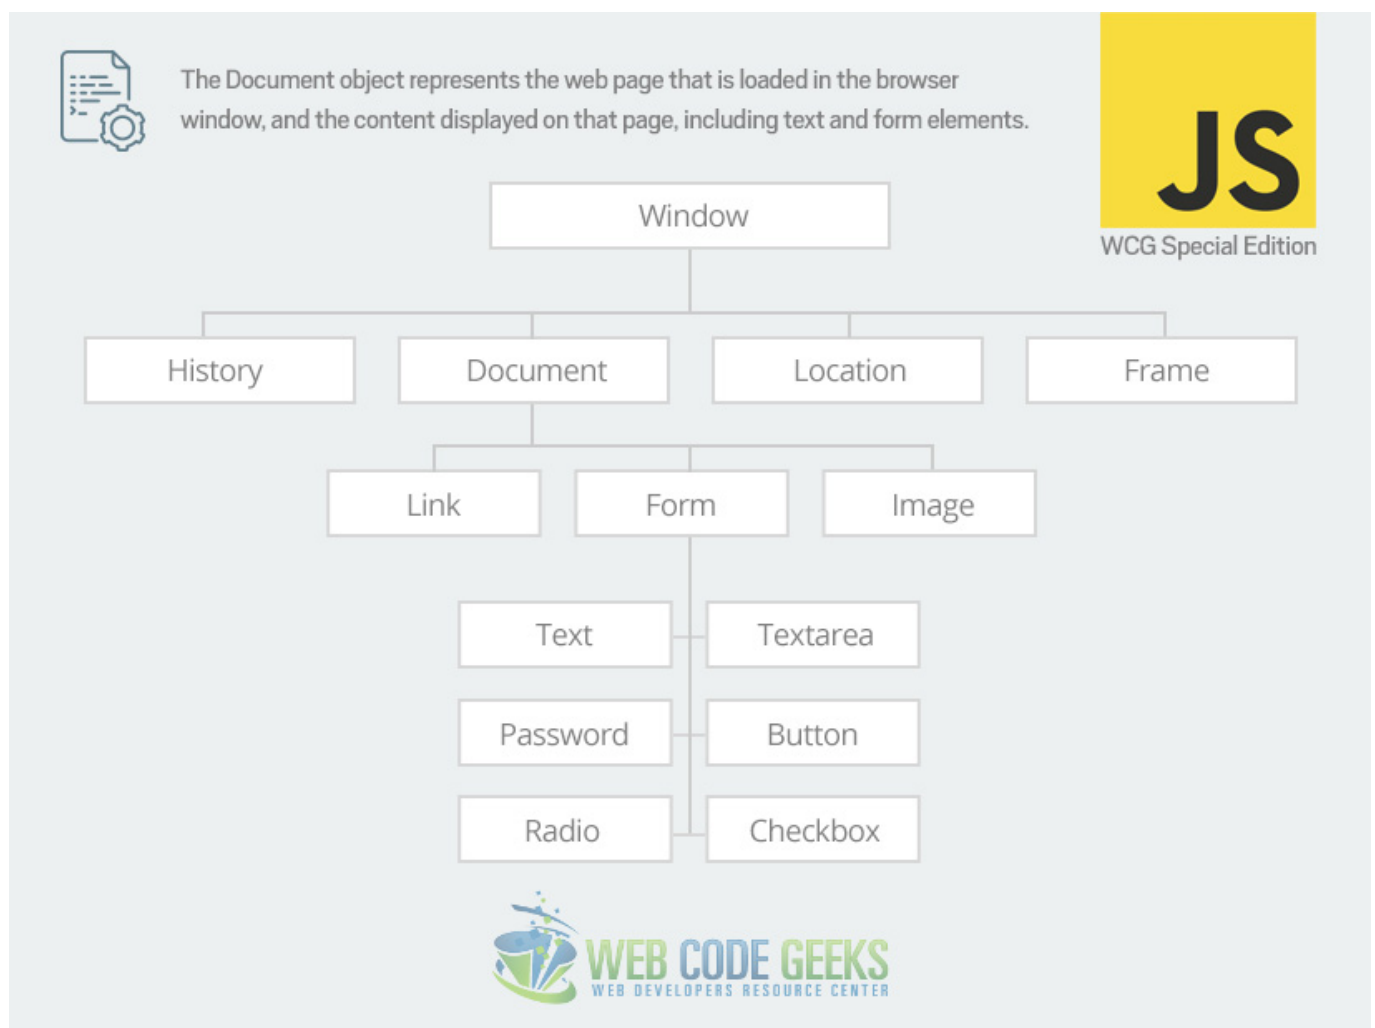 The Document object represents the web page that is loaded in the browser
window, and the content displayed on that page, including text and form elements.
JS
WCG Special Edition
Window
History
Document
Location
Frame
Link
Form
Image
Text
Textarea
Password
Button
Radio
Checkbox
WEB CODE GEEKS
WEB DEVELOPERS RESOURCE CENTER